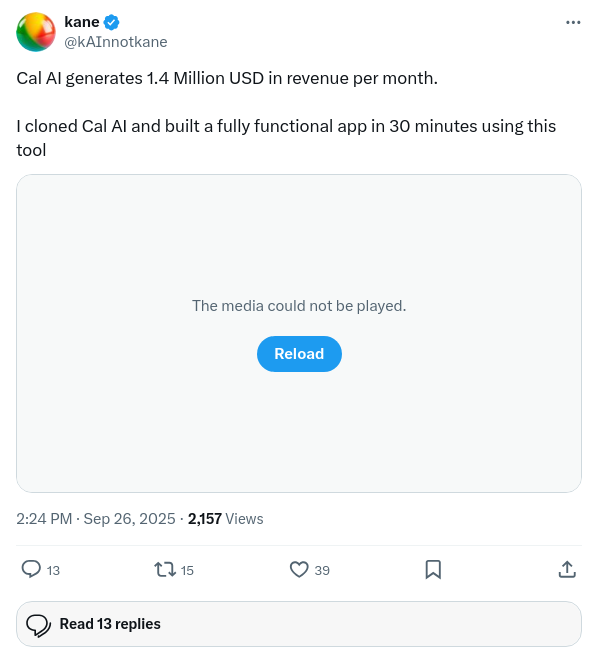 kane
@kAInnotkane
Cal AI generates 1.4 Million USD in revenue per month.
I cloned Cal AI and built a fully functional app in 30 minutes using this
tool
The media could not be played.
Reload
2:24 PM · Sep 26, 2025 · 2,157 Views
13 15 39
Read 13 replies